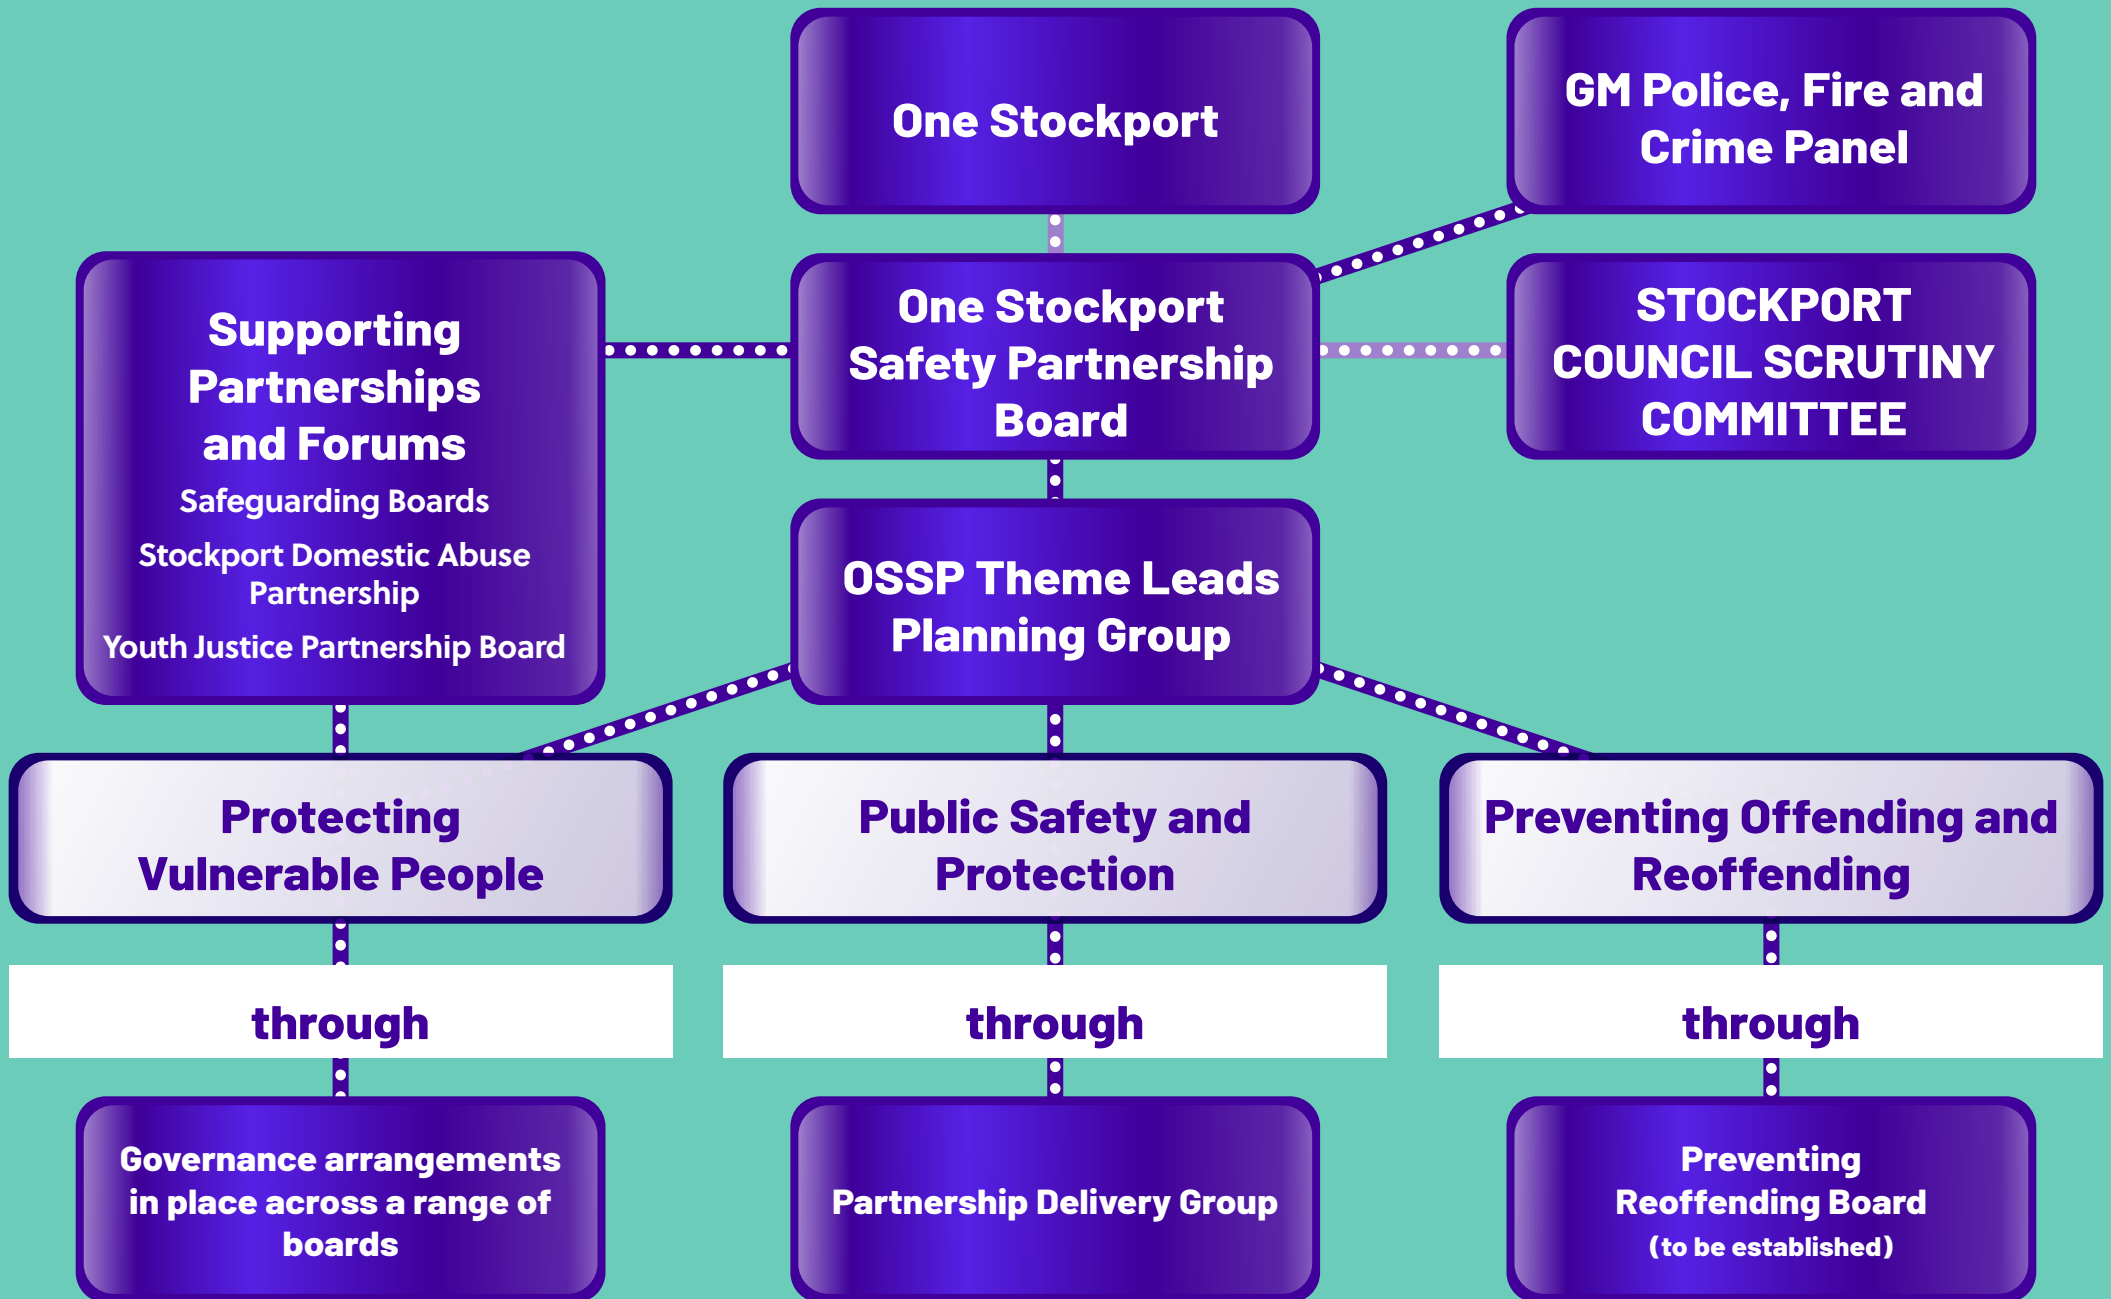 One Stockport
GM Police, Fire and
Crime Panel
Supporting
Partnerships
and Forums
Safeguarding Boards
Stockport Domestic Abuse
Partnership
Youth Justice Partnership Board
One Stockport
Safety Partnership
Board
STOCKPORT
COUNCIL SCRUTINY
COMMITTEE
OSSP Theme Leads
Planning Group
Protecting
Vulnerable People
Public Safety and
Protection
Preventing Offending and
Reoffending
through
through
through
Governance arrangements
in place across a range of
boards
Partnership Delivery Group
Preventing
Reoffending Board
(to be established)